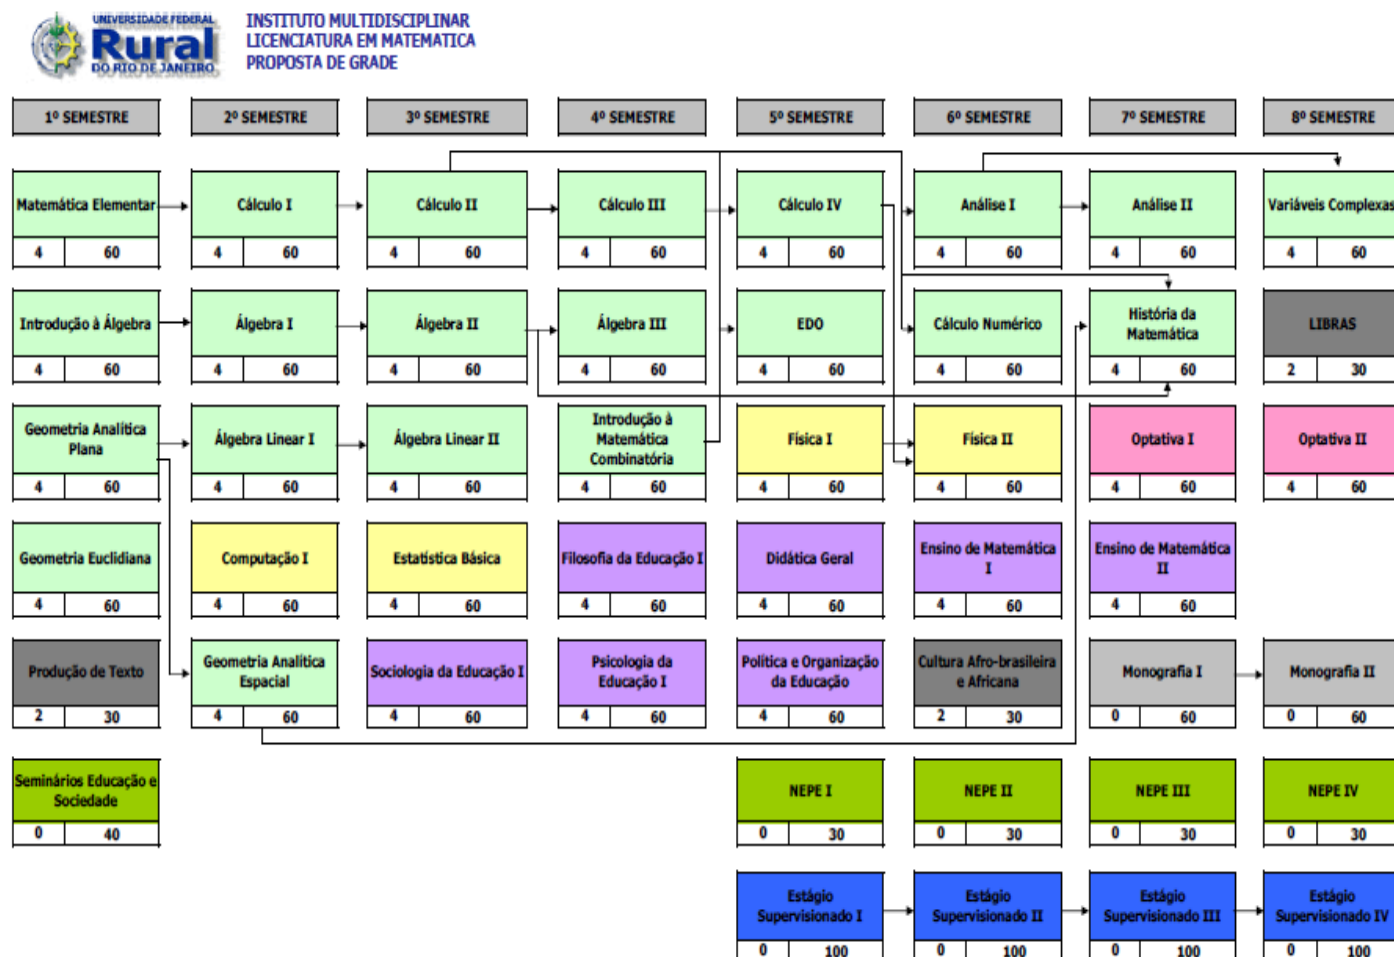 UNIVERSIDADE FEDERAL
Rural
DO RIO DE JANEIRO
INSTITUTO MULTIDISCIPLINAR
LICENCIATURA EM MATEMATICA
PROPOSTA DE GRADE
1º SEMESTRE 2º SEMESTRE 3º SEMESTRE 4º SEMESTRE 5º SEMESTRE 6º SEMESTRE 7º SEMESTRE 8º SEMESTRE
Matemática Elementar Cálculo I Cálculo II Cálculo III Cálculo IV Análise I Análise II Variáveis Complexas
4 60 4 60 4 60 4 60 4 60 4 60 4 60 4 60
Introdução à Álgebra Álgebra I Álgebra II Álgebra III EDO Cálculo Numérico História da Matemática LIBRAS
4 60 4 60 4 60 4 60 4 60 4 60 4 60 2 30
Geometria Analítica Plana Álgebra Linear I Álgebra Linear II Introdução à Matemática Combinatória Física I Física II Optativa I Optativa II
4 60 4 60 4 60 4 60 4 60 4 60 4 60 4 60
Geometria Euclidiana Computação I Estatística Básica Filosofia da Educação I Didática Geral Ensino de Matemática I Ensino de Matemática II
4 60 4 60 4 60 4 60 4 60 4 60 4 60
Produção de Texto Geometria Analítica Espacial Sociologia da Educação I Psicologia da Educação I Política e Organização da Educação Cultura Afro-brasileira e Africana Monografia I Monografia II
2 30 4 60 4 60 4 60 4 60 2 30 0 60 0 60
Seminários Educação e Sociedade NEPE I NEPE II NEPE III NEPE IV
0 40 0 30 0 30 0 30 0 30
Estágio Supervisionado I Estágio Supervisionado II Estágio Supervisionado III Estágio Supervisionado IV
0 100 0 100 0 100 0 100